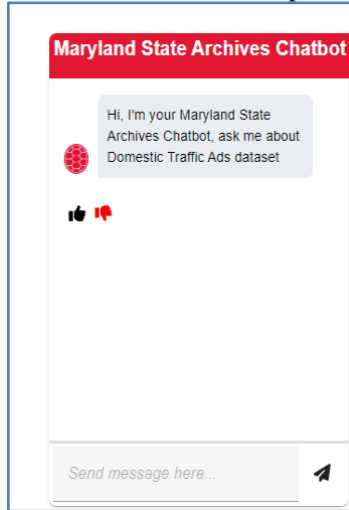 Maryland State Archives Chatbot
Hi, I'm your Maryland State
Archives Chatbot, ask me about
Domestic Traffic Ads dataset
Send message here...